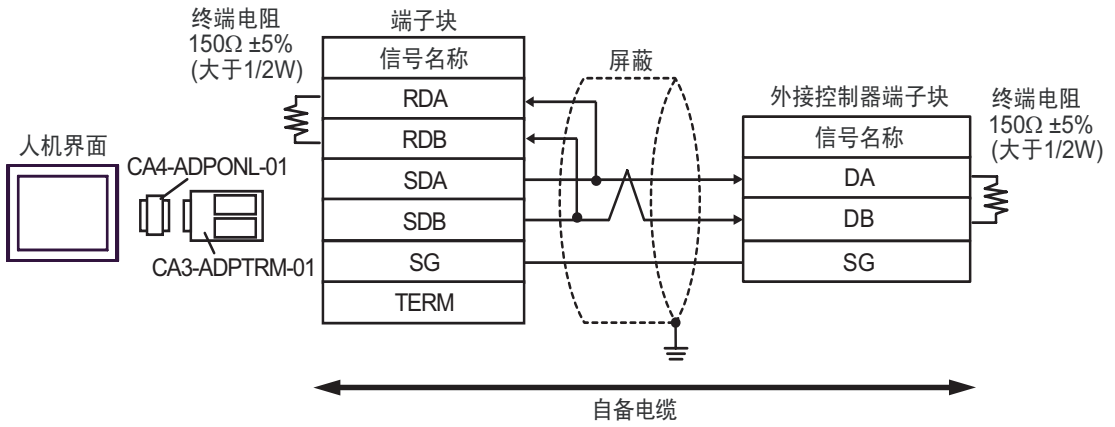 终端电阻
150Ω ±5%
(大于1/2W)
端子块
信号名称
RDA
RDB
SDA
SDB
SG
TERM
人机界面
CA4-ADPONL-01
CA3-ADPTRM-01
屏蔽
外接控制器端子块
信号名称
DA
DB
SG
终端电阻
150Ω ±5%
(大于1/2W)
自备电缆